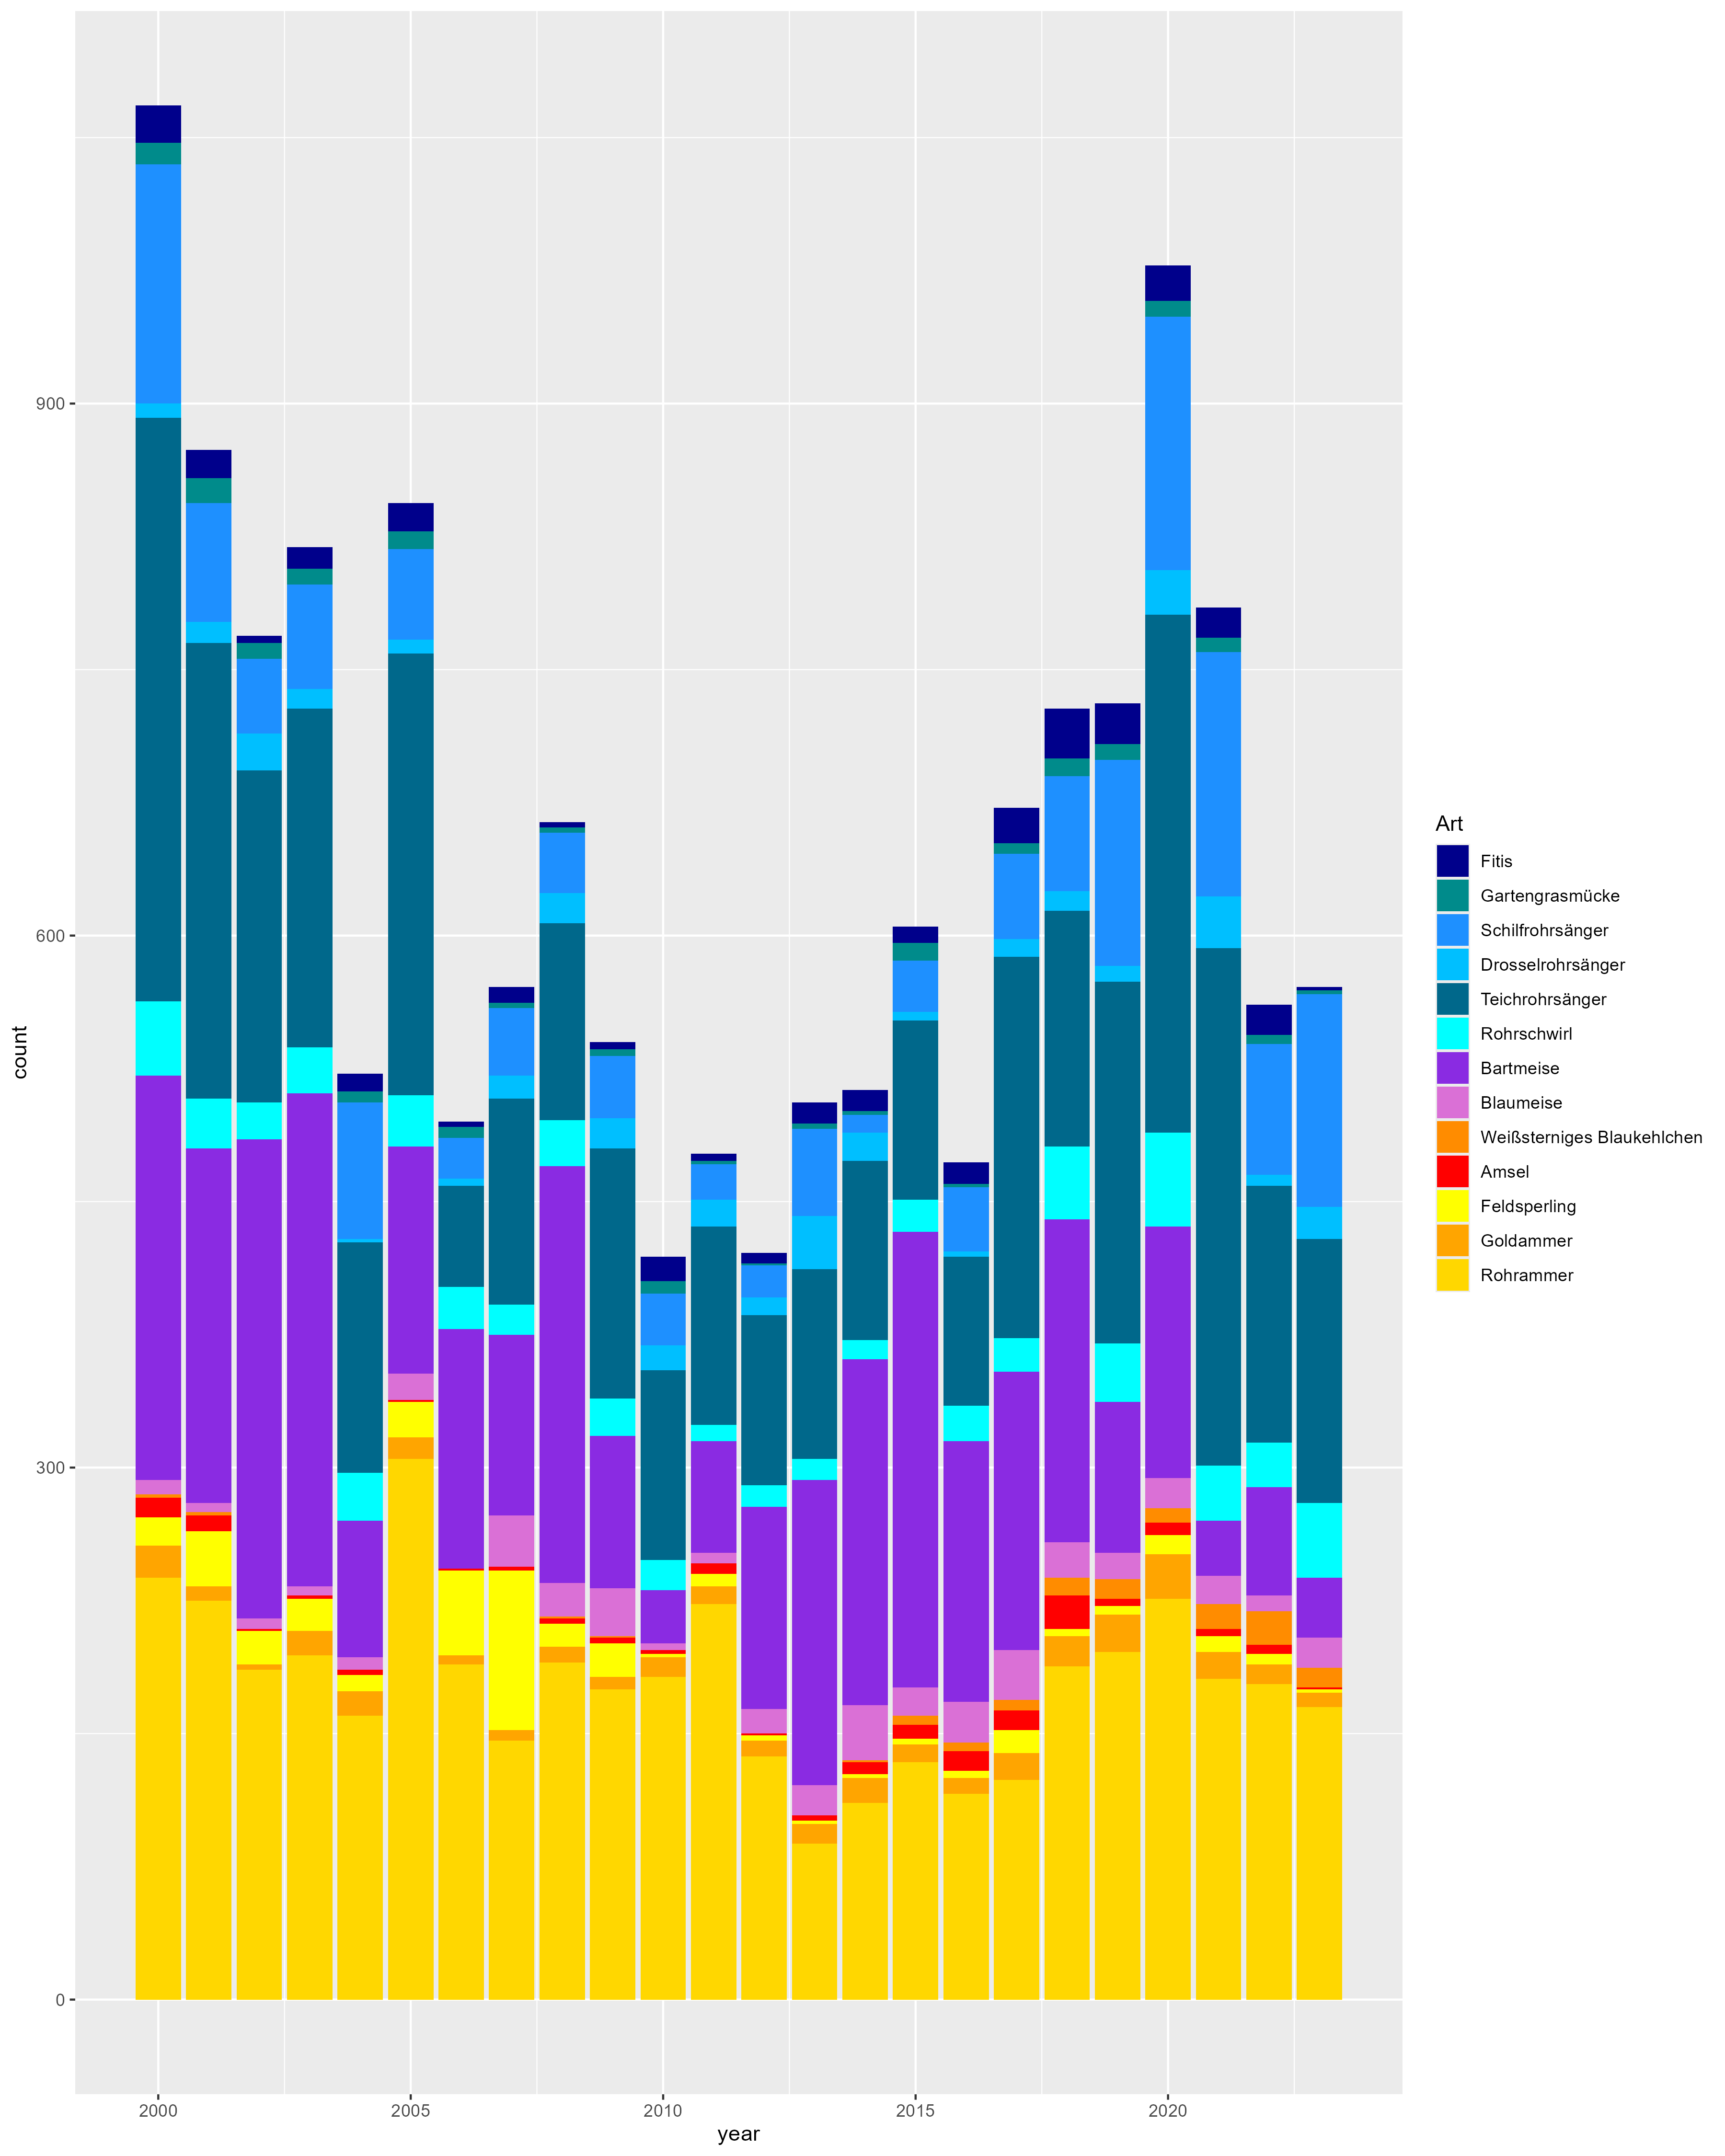 900
600
300
0
count
2000
2005
2010
2015
2020
year
Art
Fitis
Gartengrasmücke
Schilfrohrsänger
Drosselrohrsänger
Teichrohrsänger
Rohrschwirl
Bartmeise
Blaumeise
Weißsterniges Blaukehlchen
Amsel
Feldsperling
Goldammer
Rohrammer